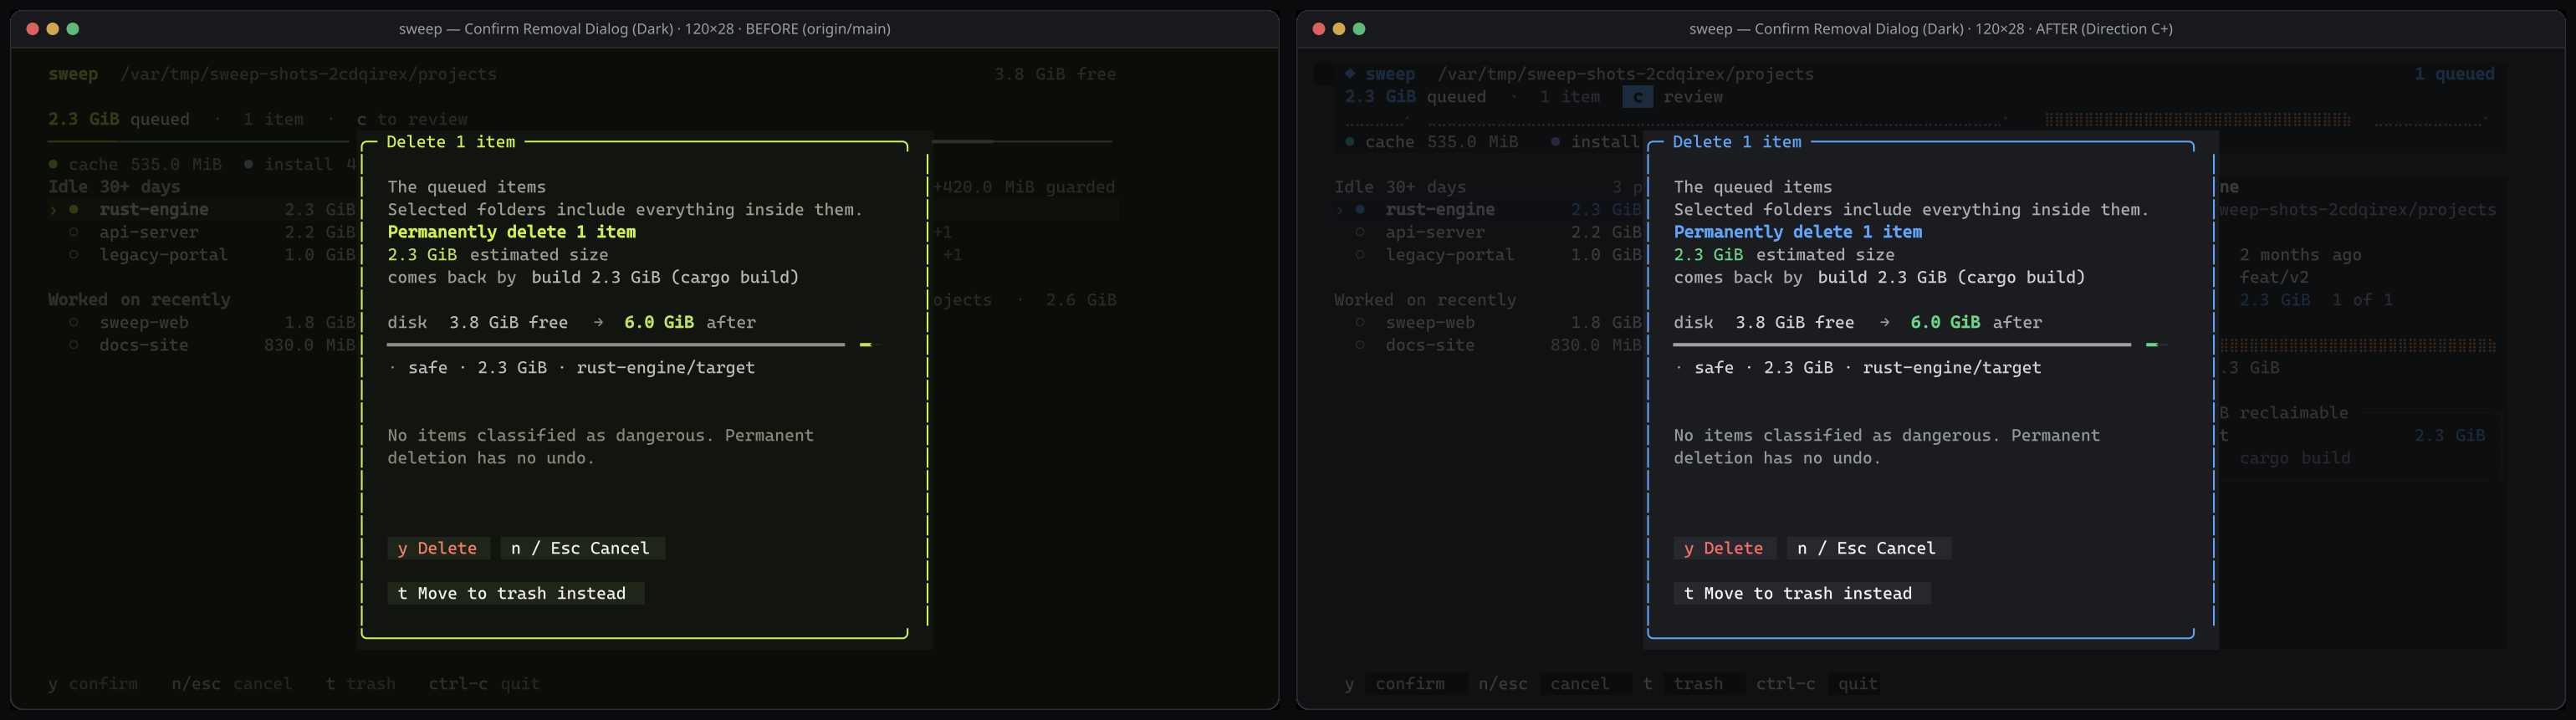 sweep — Confirm Removal Dialog (Dark) · 120×28 · BEFORE (origin/main)
sweep /var/tmp/sweep-shots-2cdqirex/projects 3.8 GiB free
2.3 GiB queued · 1 item · c to review
Delete 1 item
● cache 535.0 MiB ● install 4
Idle 30+ days +420.0 MiB guarded
› ● rust-engine 2.3 GiB
○ api-server 2.2 GiB +1
○ legacy-portal 1.0 GiB +1
Worked on recently ojects · 2.6 GiB
○ sweep-web 1.8 GiB
○ docs-site 830.0 MiB
The queued items
Selected folders include everything inside them.
Permanently delete 1 item
2.3 GiB estimated size
comes back by build 2.3 GiB (cargo build)
disk 3.8 GiB free → 6.0 GiB after
· safe · 2.3 GiB · rust-engine/target
No items classified as dangerous. Permanent
deletion has no undo.
y Delete n / Esc Cancel
t Move to trash instead
y confirm n/esc cancel t trash ctrl-c quit
sweep — Confirm Removal Dialog (Dark) · 120×28 · AFTER (Direction C+)
◆ sweep /var/tmp/sweep-shots-2cdqirex/projects 1 queued
2.3 GiB queued · 1 item c review
● cache 535.0 MiB ● install
Delete 1 item
Idle 30+ days 3 p ne
› ● rust-engine 2.3 GiB weep-shots-2cdqirex/projects
○ api-server 2.2 GiB
○ legacy-portal 1.0 GiB 2 months ago
feat/v2
Worked on recently 2.3 GiB 1 of 1
○ sweep-web 1.8 GiB
○ docs-site 830.0 MiB
.3 GiB
B reclaimable
t 2.3 GiB
cargo build
The queued items
Selected folders include everything inside them.
Permanently delete 1 item
2.3 GiB estimated size
comes back by build 2.3 GiB (cargo build)
disk 3.8 GiB free → 6.0 GiB after
· safe · 2.3 GiB · rust-engine/target
No items classified as dangerous. Permanent
deletion has no undo.
y Delete n / Esc Cancel
t Move to trash instead
y confirm n/esc cancel t trash ctrl-c quit